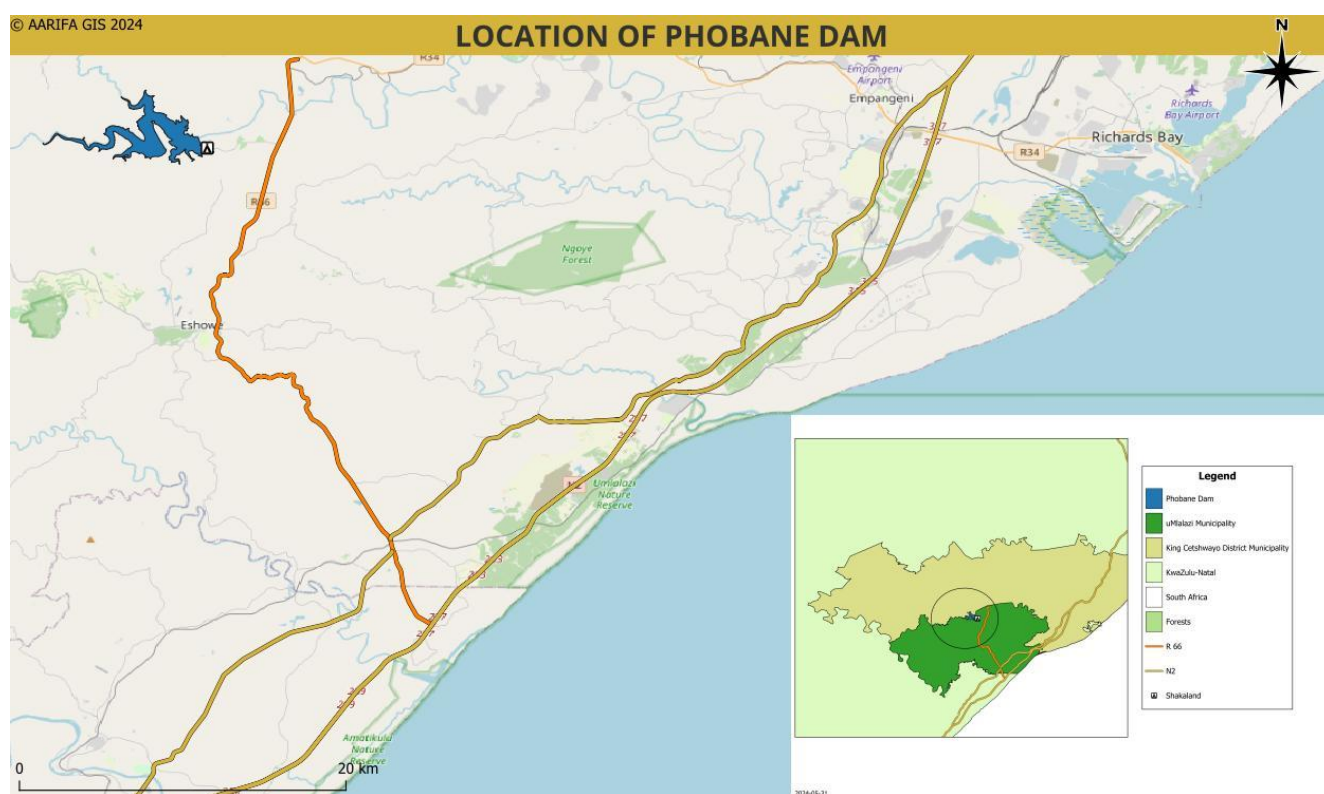 © AARIFA GIS 2024
LOCATION OF PHOBANE DAM
N
R34
Empangeni
Airport
Empangeni
Richards
Bay Airport
Richards Bay
R34
Ngoye
Forest
Eshowe
N2
Umlalazi
Nature
Reserve
Amatikulu
Nature
Reserve
0
20 km
Legend
Phobane Dam
uMlalazi Municipality
King Cetshwayo District Municipality
KwaZulu-Natal
South Africa
Forests
R 66
N2
Shakaland